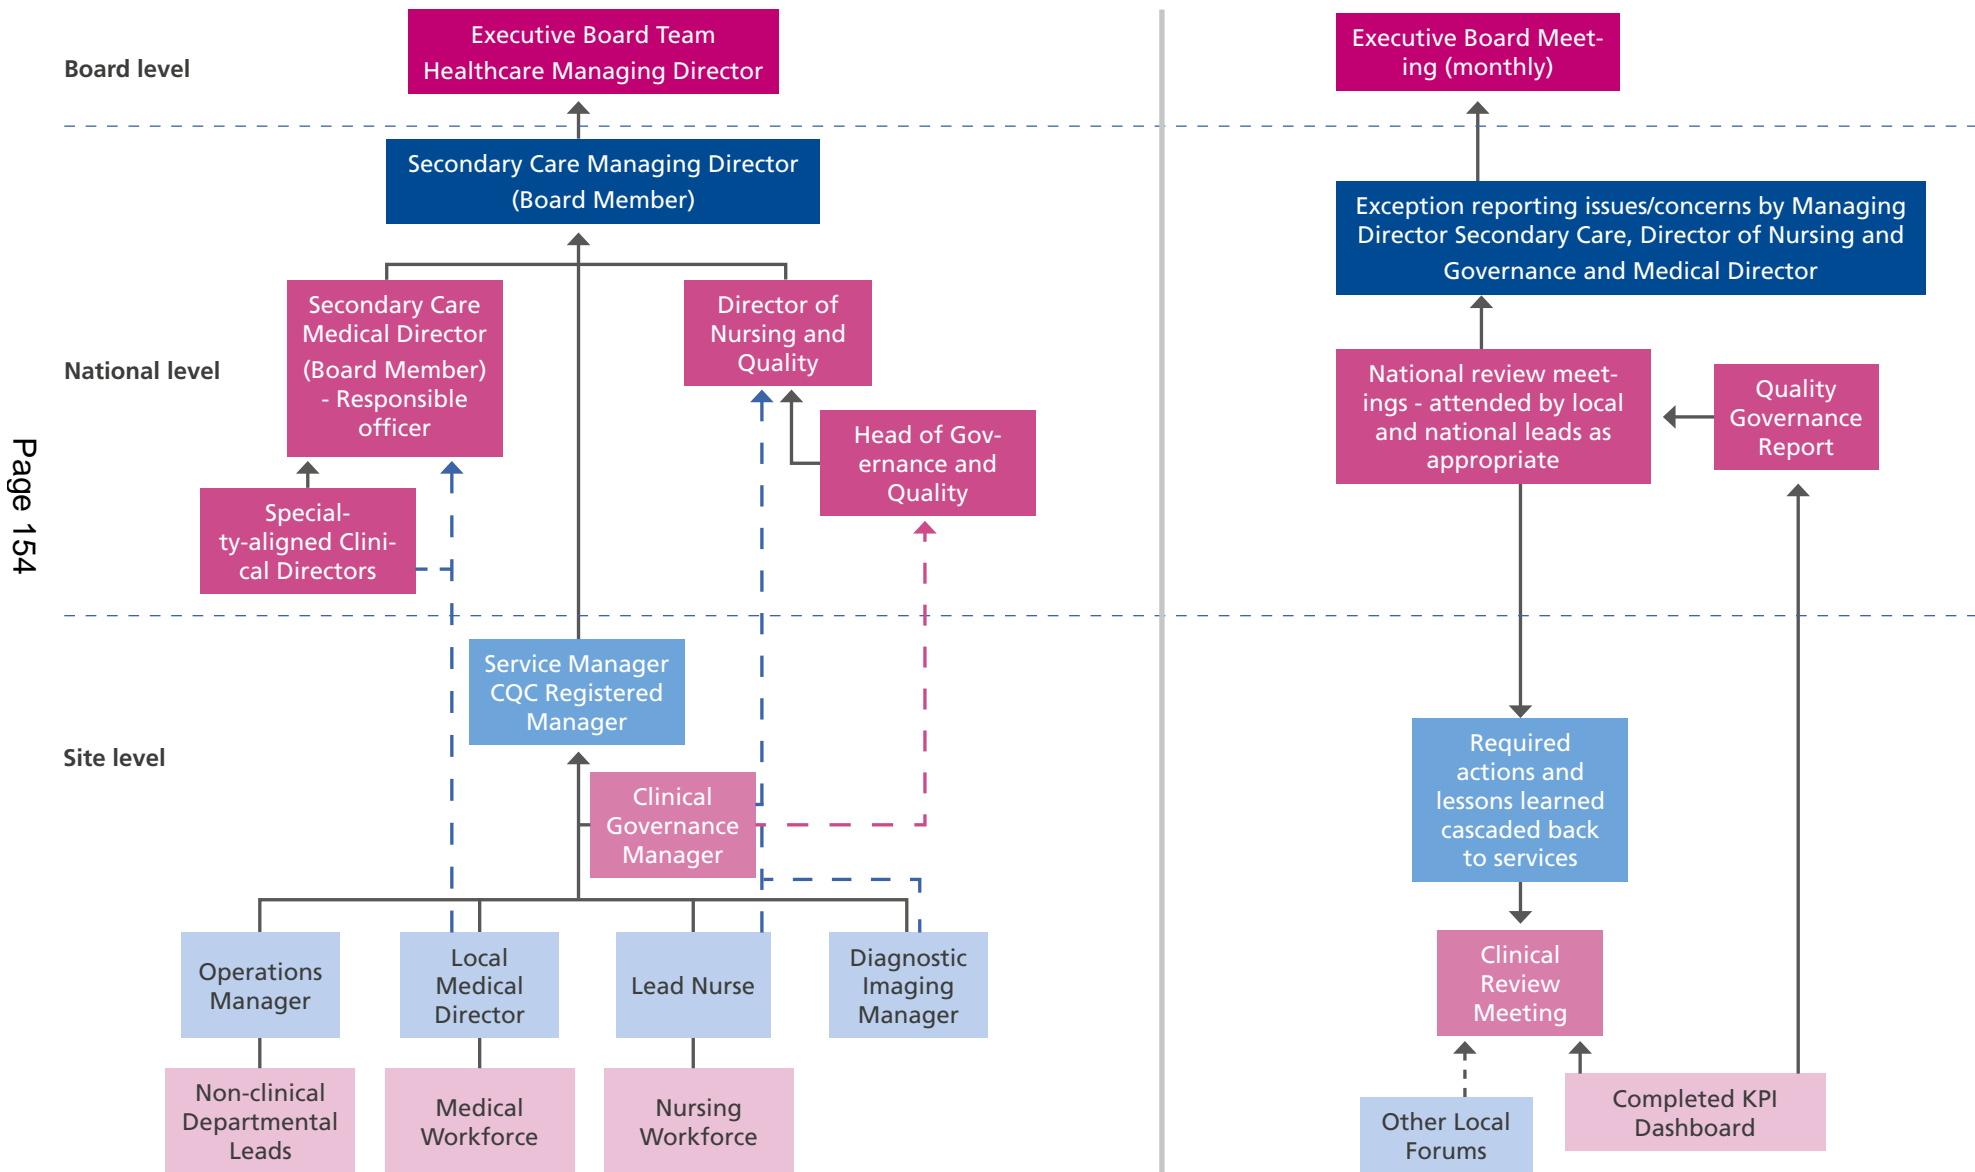 Board level
Executive Board Team
Healthcare Managing Director
Secondary Care Managing Director
(Board Member)
National level
Secondary Care
Medical Director
(Board Member)
- Responsible
officer
Director of
Nursing and
Quality
Head of Gov-
ernance and
Quality
Special-
ty-aligned Clini-
cal Directors
Page 154
Site level
Service Manager
CQC Registered
Manager
Clinical
Governance
Manager
Operations
Manager
Local
Medical
Director
Lead Nurse
Diagnostic
Imaging
Manager
Non-clinical
Departmental
Leads
Medical
Workforce
Nursing
Workforce
Executive Board Meet-
ing (monthly)
Exception reporting issues/concerns by Managing
Director Secondary Care, Director of Nursing and
Governance and Medical Director
National review meet-
ings - attended by local
and national leads as
appropriate
Quality
Governance
Report
Required
actions and
lessons learned
cascaded back
to services
Clinical
Review
Meeting
Other Local
Forums
Completed KPI
Dashboard